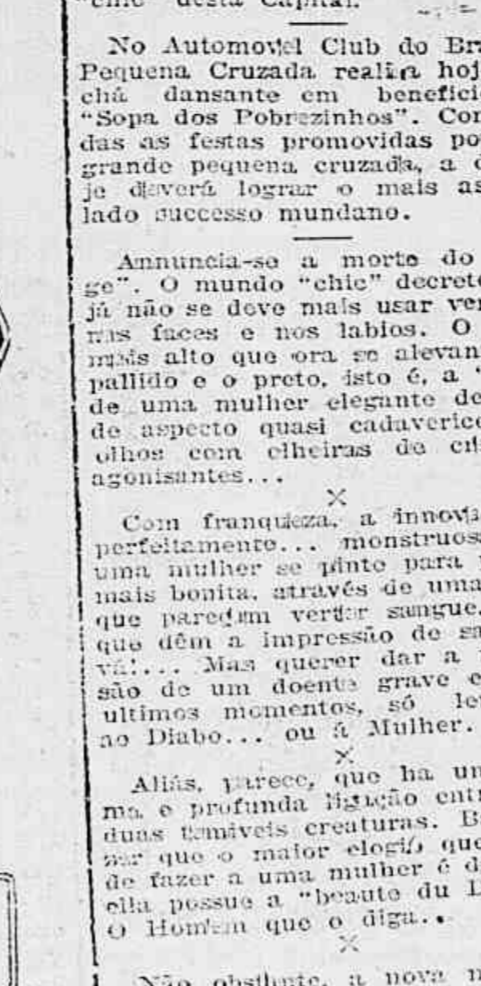 "chic" desta Capital.
No Automovel Club do Br
Pequena Cruzada realiza hoj
chá dansante em benefici
"Sopa dos Pobrezinhos". Co
das as festas promovidas po
grande pequena cruzada, a
je deverá lograr o mais as
lado successo mundano.
Annuncia-se a morte do
ge". O mundo "chic" decret
já não se deve mais usar ver
nas faces e nos labios. O
mais alto que ora se alevan
pallido e o preto, isto é, a
de uma mulher elegante de
de aspecto quasi cadaveric
olhos com olheiras de
agonisantes...
X
Com franqueza, a innova
perfeitamente... monstruos
uma mulher se pinte para
mais bonita, através de uma
que pareçam verter sangue,
que dêm a impressão de sa
vá!... Mas querer dar a
são de um doente grave e
ultimos momentos, só le
ao Diabo... ou á Mulher.
X
Aliás, parece, que ha un
ma e profunda ligação ent
duas temiveis creaturas. B
zer que o maior elogio que
de fazer a uma mulher é d
ella possue a "beauté du D
O Homem que o diga..
X
Não obstante, a nova